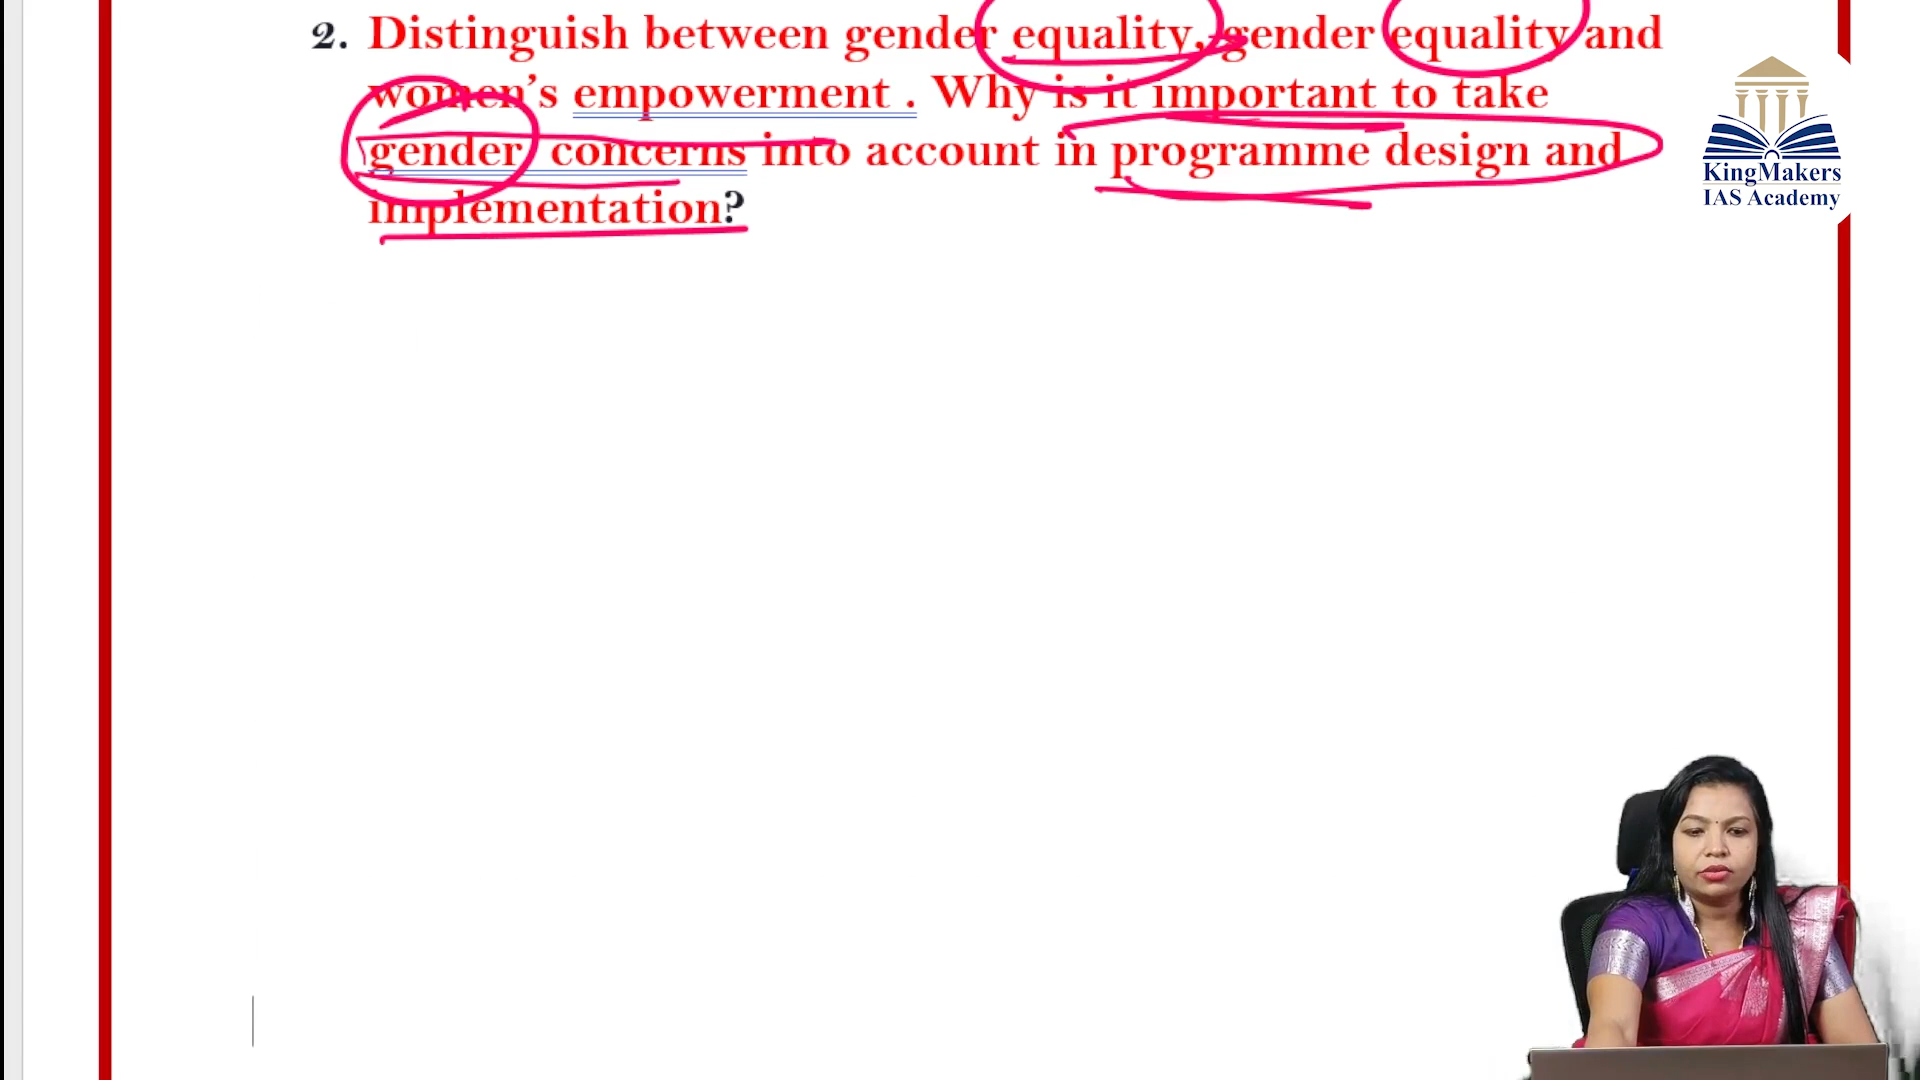 2. Distinguish between gender equality, gender equality and
women's empowerment . Why is it important to take
gender concerns into account in programme design and
implementation?
KingMakers
IAS Academy